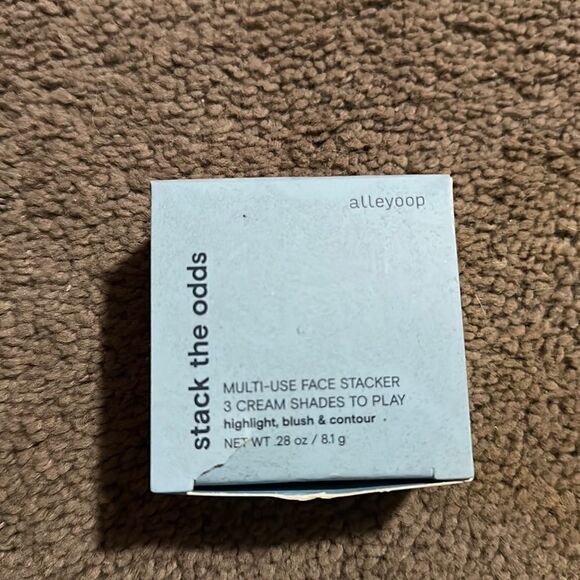 alleyoop
stack the odds
MULTI-USE FACE STACKER
3 CREAM SHADES TO PLAY
highlight, blush & contour
NET WT .28 oz / 8.1 g